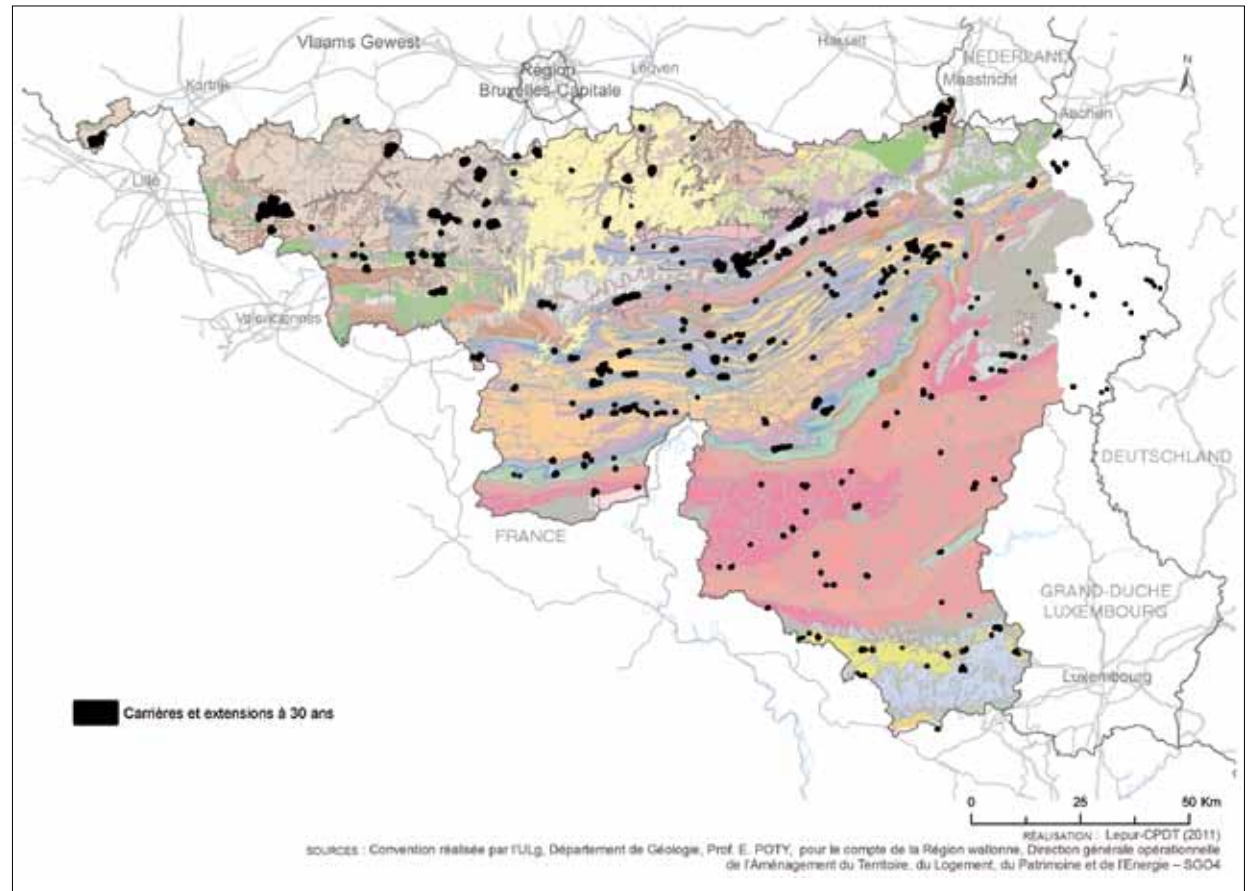 Vlaams Gewest
Hasselt
NEDERLAND
Maastricht
N
Kortrijk
Région
Bruxelles-Capitale
Leuven
Aachen
Lille
Valenciennes
DEUTSCHLAND
FRANCE
GRAND-DUCHE
LUXEMBOURG
Luxembourg
Carrières et extensions à 30 ans
0 25 50 Km
RÉALISATION : Lepur-CPDT (2011)
SOURCES : Convention réalisée par l'ULg, Département de Géologie, Prof. E. POTY, pour le compte de la Région wallonne, Direction générale opérationnelle
de l'Aménagement du Territoire, du Logement, du Patrimoine et de l'Energie – SGO4